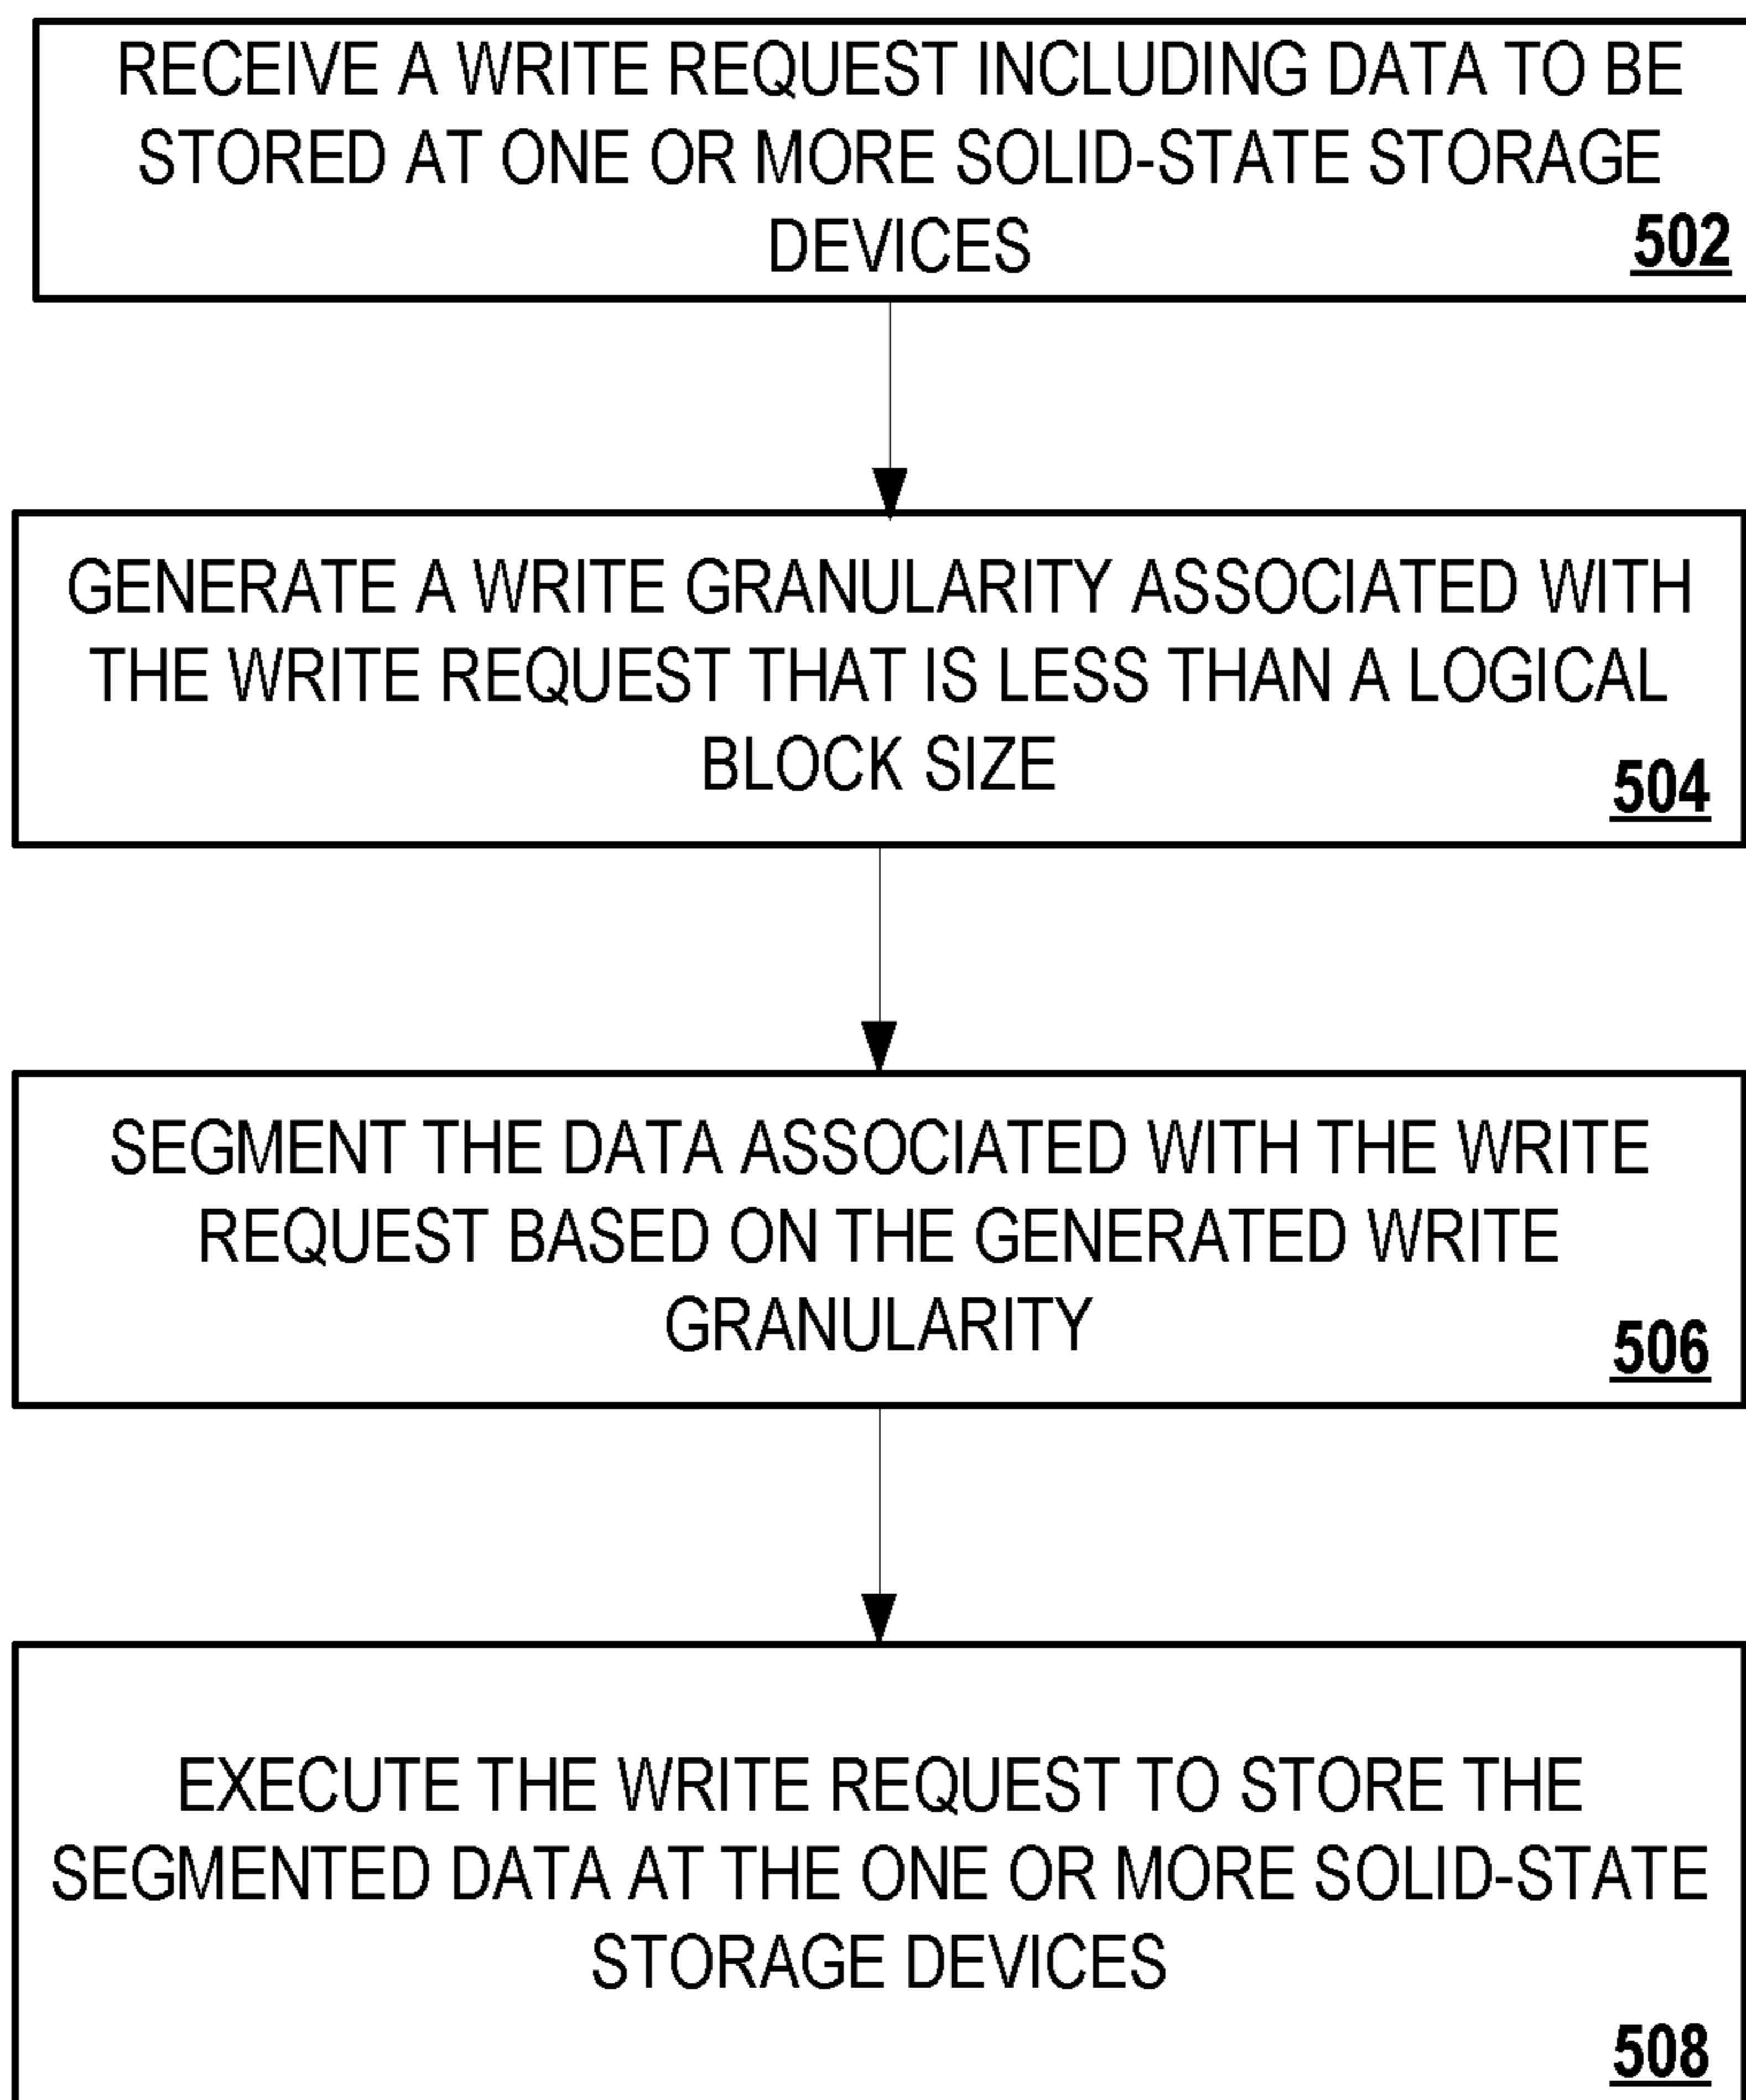 RECEIVE A WRITE REQUEST INCLUDING DATA TO BE
STORED AT ONE OR MORE SOLID-STATE STORAGE
DEVICES
502
GENERATE A WRITE GRANULARITY ASSOCIATED WITH
THE WRITE REQUEST THAT IS LESS THAN A LOGICAL
BLOCK SIZE
504
SEGMENT THE DATA ASSOCIATED WITH THE WRITE
REQUEST BASED ON THE GENERATED WRITE
GRANULARITY
506
EXECUTE THE WRITE REQUEST TO STORE THE
SEGMENTED DATA AT THE ONE OR MORE SOLID-STATE
STORAGE DEVICES
508